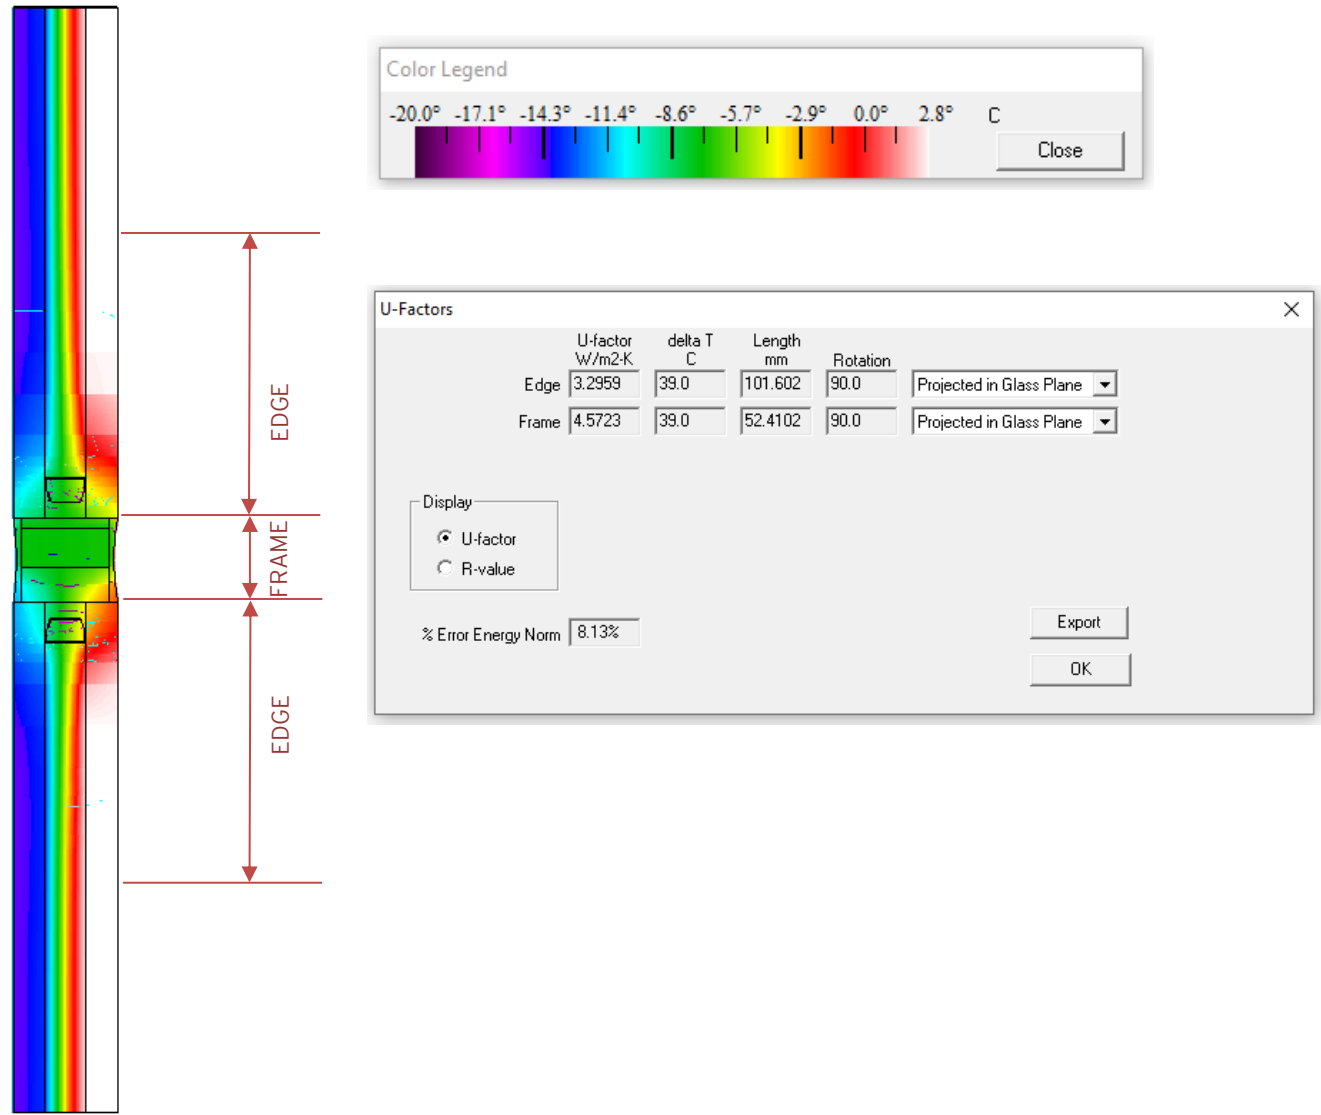 Color Legend
-20.0° -17.1° -14.3° -11.4° -8.6° -5.7° -2.9° 0.0° 2.8° C
Close
EDGE
FRAME
EDGE
U-Factors
U-factor delta T Length
W/m2-K C mm Rotation
Edge 3.2959 39.0 101.602 90.0 Projected in Glass Plane
Frame 4.5723 39.0 52.4102 90.0 Projected in Glass Plane
Display
U-factor
R-value
% Error Energy Norm 8.13%
Export
OK